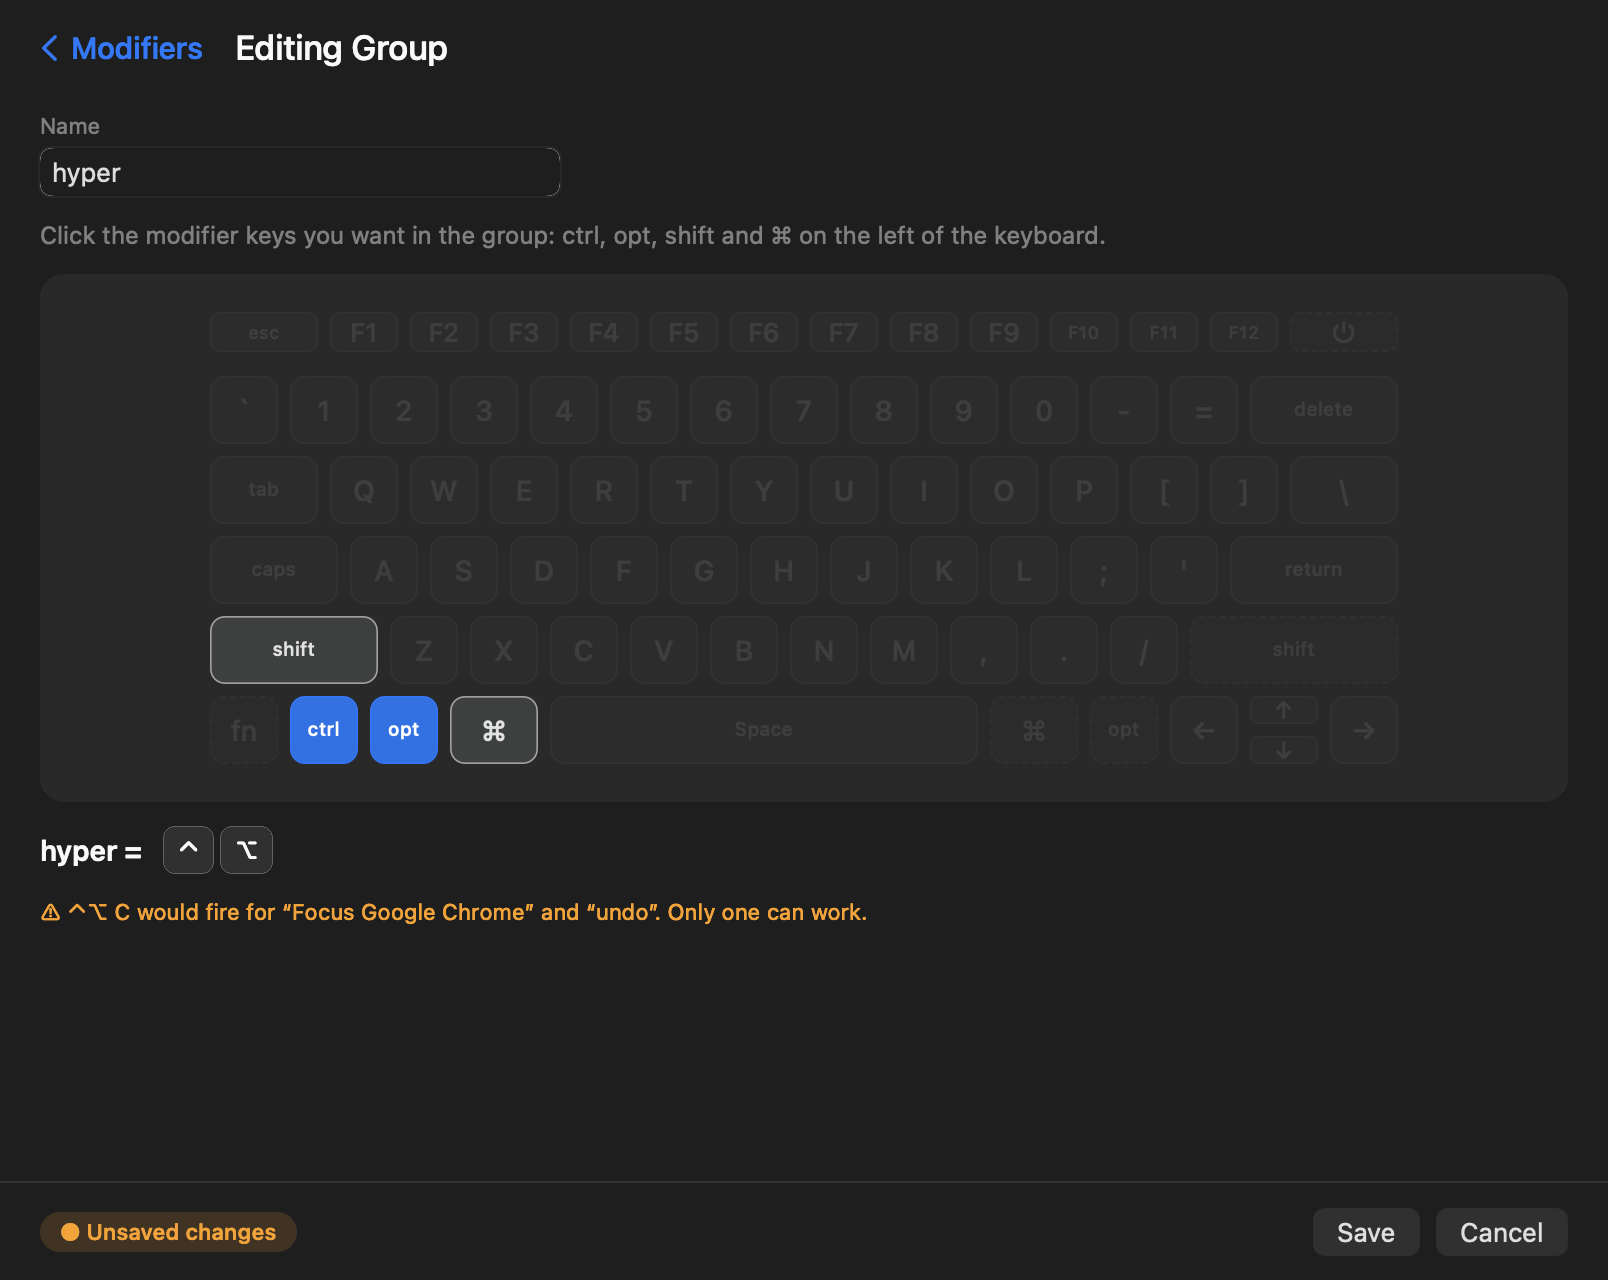 Modifiers Editing Group
Name
hyper
Click the modifier keys you want in the group: ctrl, opt, shift and ⌘ on the left of the keyboard.
esc F1 F2 F3 F4 F5 F6 F7 F8 F9 F10 F11 F12
` 1 2 3 4 5 6 7 8 9 0 - = delete
tab Q W E R T Y U I O P [ ] \
caps A S D F G H J K L ; ' return
shift Z X C V B N M , . / shift
fn ctrl opt ⌘ Space ⌘ opt ← ↑ ↓ →
hyper = ^ ⌥
⚠ ^⌥ C would fire for “Focus Google Chrome” and “undo”. Only one can work.
Unsaved changes Save Cancel